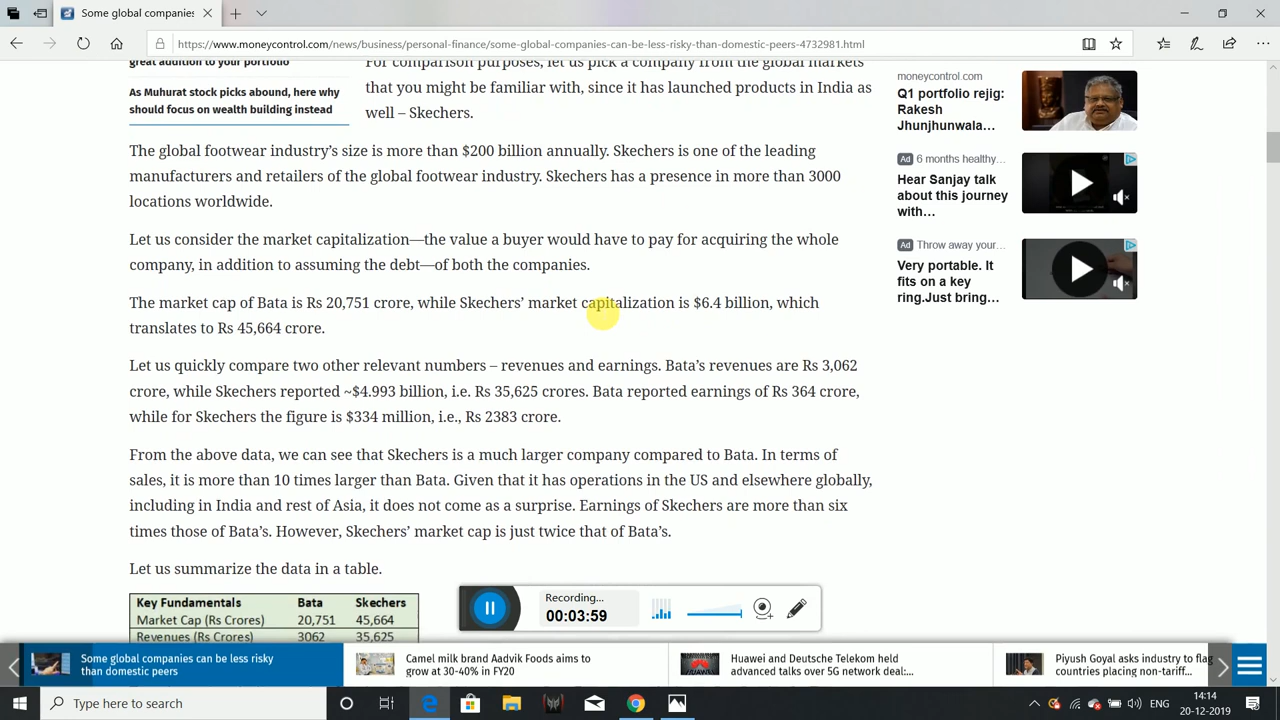 Some global companies
https://www.moneycontrol.com/news/business/personal-finance/some-global-companies-can-be-less-risky-than-domestic-peers-4732981.html
great addition to your portfolio
As Muhurat stock picks abound, here why
should focus on wealth building instead
For comparison purposes, let us pick a company from the global markets
that you might be familiar with, since it has launched products in India as
well – Skechers.
The global footwear industry's size is more than $200 billion annually. Skechers is one of the leading
manufacturers and retailers of the global footwear industry. Skechers has a presence in more than 3000
locations worldwide.
Let us consider the market capitalization—the value a buyer would have to pay for acquiring the whole
company, in addition to assuming the debt—of both the companies.
The market cap of Bata is Rs 20,751 crore, while Skechers' market capitalization is $6.4 billion, which
translates to Rs 45,664 crore.
Let us quickly compare two other relevant numbers – revenues and earnings. Bata's revenues are Rs 3,062
crore, while Skechers reported ~$4.993 billion, i.e. Rs 35,625 crores. Bata reported earnings of Rs 364 crore,
while for Skechers the figure is $334 million, i.e., Rs 2383 crore.
From the above data, we can see that Skechers is a much larger company compared to Bata. In terms of
sales, it is more than 10 times larger than Bata. Given that it has operations in the US and elsewhere globally,
including in India and rest of Asia, it does not come as a surprise. Earnings of Skechers are more than six
times those of Bata's. However, Skechers' market cap is just twice that of Bata's.
Let us summarize the data in a table.
Key Fundamentals Bata Skechers
Market Cap (Rs Crores) 20,751 45,664
Revenues (Rs Crores) 3062 35,625
moneycontrol.com
Q1 portfolio rejig:
Rakesh
Jhunjhunwala...
Ad 6 months healthy...
Hear Sanjay talk
about this journey
with...
Ad Throw away your...
Very portable. It
fits on a key
ring.Just bring...
Recording...
00:03:59
Some global companies can be less risky
than domestic peers
Camel milk brand Aadvik Foods aims to
grow at 30-40% in FY20
Huawei and Deutsche Telekom held
advanced talks over 5G network deal:...
Piyush Goyal asks industry to flag
countries placing non-tariff...
Type here to search
ENG
14:14
20-12-2019